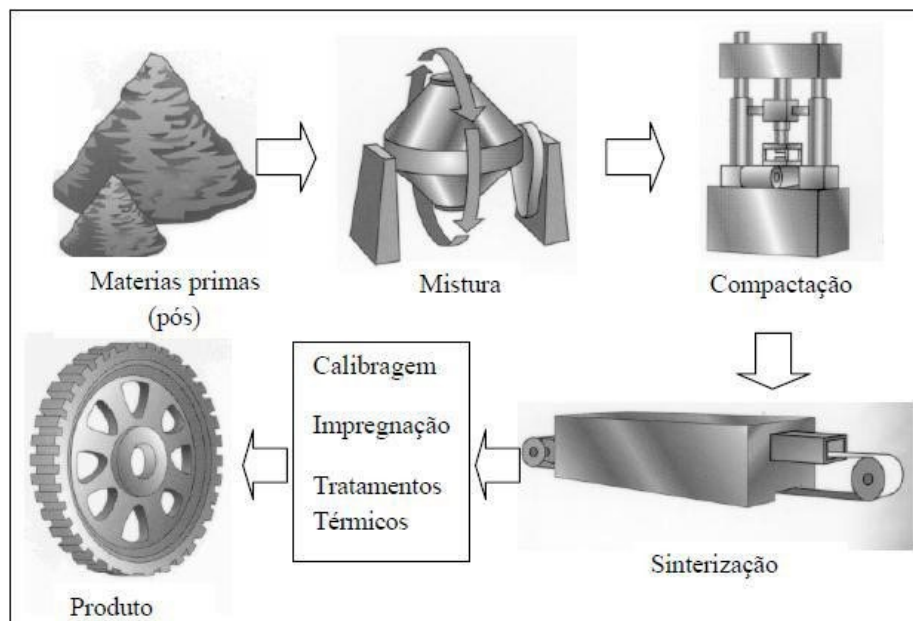 Materias primas
(pós)
Mistura
Compactação
Sinterização
Calibragem
Impregnação
Tratamentos
Térmicos
Produto